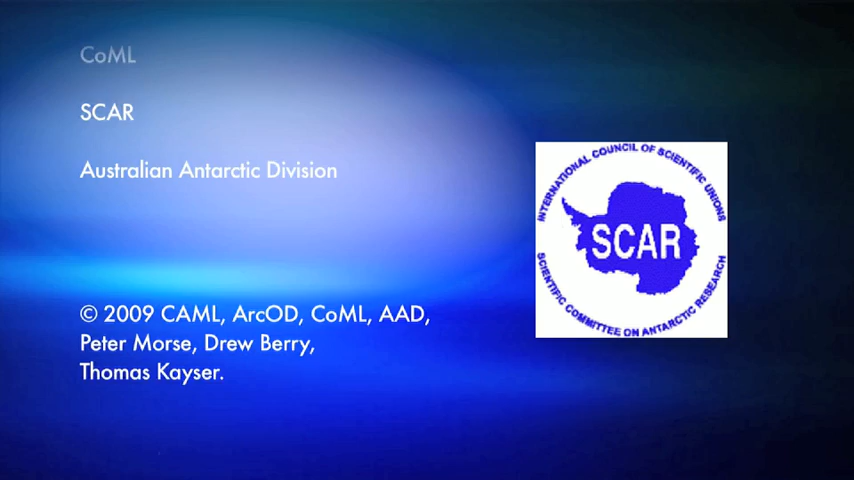 CoML
SCAR
Australian Antarctic Division
© 2009 CAML, ArcOD, CoML, AAD,
Peter Morse, Drew Berry,
Thomas Kayser.
INTERNATIONAL COUNCIL OF SCIENTIFIC UNIONS
SCAR
SCIENTIFIC COMMITTEE ON ANTARCTIC RESEARCH